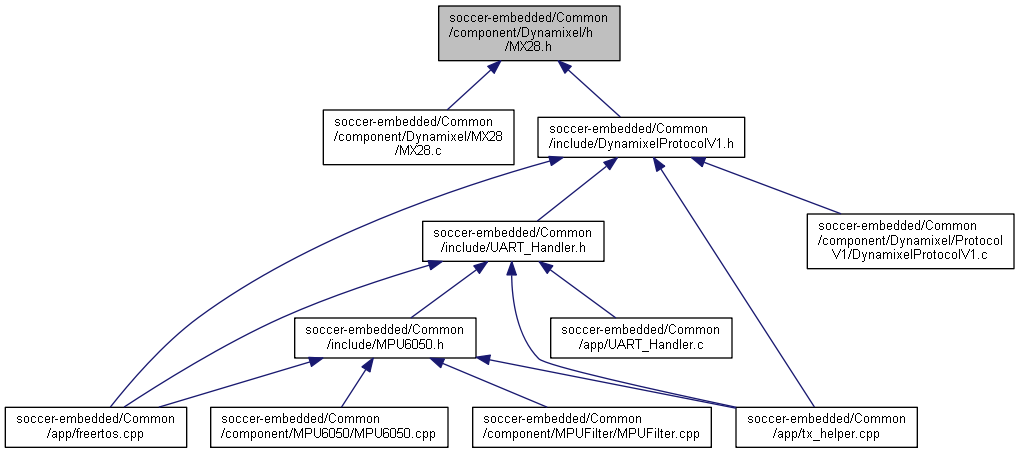 soccer-embedded/Common
/component/Dynamixel/h
/MX28.h
soccer-embedded/Common
/component/Dynamixel/MX28
/MX28.c
soccer-embedded/Common
/include/DynamixelProtocolV1.h
soccer-embedded/Common
/include/UART_Handler.h
soccer-embedded/Common
/component/Dynamixel/Protocol
V1/DynamixelProtocolV1.c
soccer-embedded/Common
/include/MPU6050.h
soccer-embedded/Common
/app/UART_Handler.c
soccer-embedded/Common
/app/freertos.cpp
soccer-embedded/Common
/component/MPU6050/MPU6050.cpp
soccer-embedded/Common
/component/MPUFilter/MPUFilter.cpp
soccer-embedded/Common
/app/tx_helper.cpp